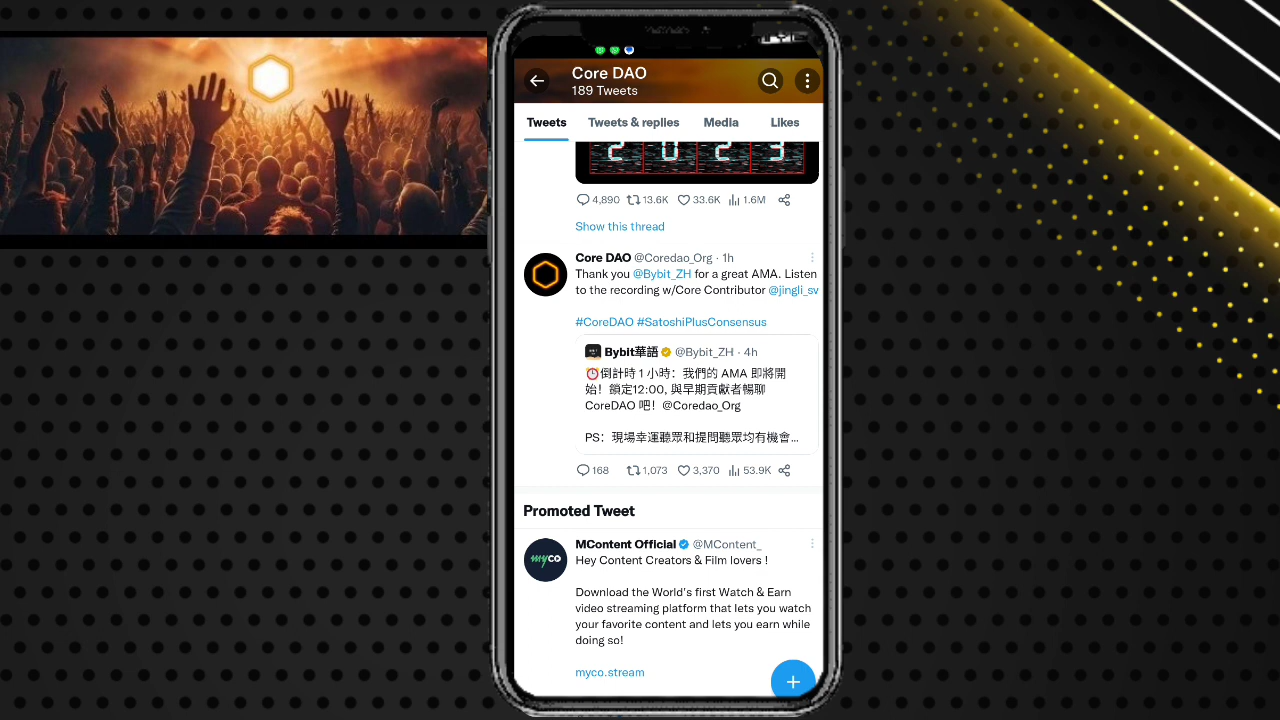 Core DAO
189 Tweets
Tweets Tweets & replies Media Likes
2 0 2 3
4,890 13.6K 33.6K 1.6M
Show this thread
Core DAO @Coredao_Org · 1h
Thank you @Bybit_ZH for a great AMA. Listen
to the recording w/Core Contributor @jingli_sv
#CoreDAO #SatoshiPlusConsensus
Bybit華語 @Bybit_ZH · 4h
⏰倒計時 1 小時：我們的 AMA 即將開
始！鎖定12:00, 與早期貢獻者暢聊
CoreDAO 吧！@Coredao_Org
PS：現場幸運聽眾和提問聽眾均有機會...
168 1,073 3,370 53.9K
Promoted Tweet
myco
MContent Official @MContent_
Hey Content Creators & Film lovers !
Download the World's first Watch & Earn
video streaming platform that lets you watch
your favorite content and lets you earn while
doing so!
myco.stream